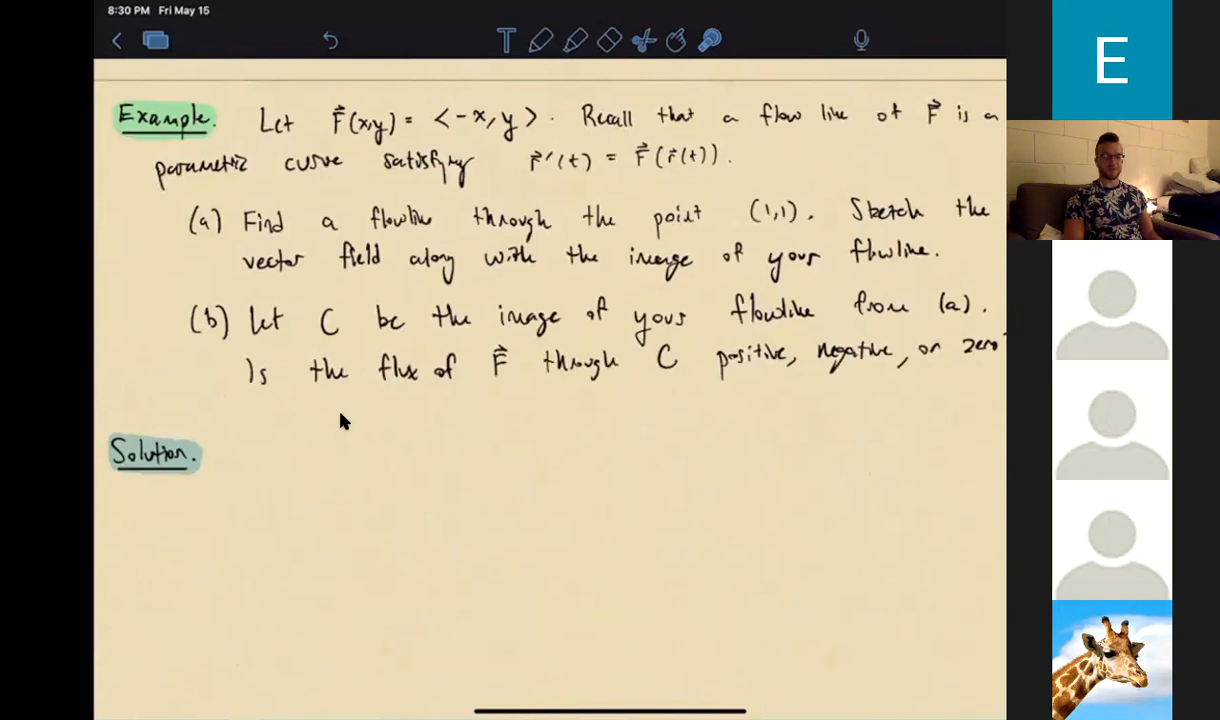 8:30 PM Fri May 15
E
Example. Let F⃗(x,y) = <-x, y>. Recall that a flow line of F⃗ is a
parametric curve satisfying r⃗'(t) = F⃗(r⃗(t)).
(a) Find a flowline through the point (1,1). Sketch the
vector field along with the image of your flowline.
(b) Let C be the image of your flowline from (a).
Is the flux of F⃗ through C positive, negative, or zero?
Solution.